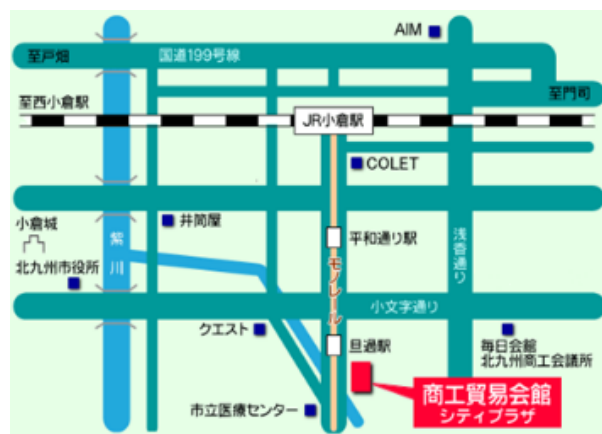 AIM
至戸畑
国道199号線
至門司
至西小倉駅
JR小倉駅
COLET
井筒屋
小倉城
紫川
平和通り駅
浅香通り
北九州市役所
モノレール
小文字通り
クエスト
旦過駅
毎日会館
北九州商工会議所
商工貿易会館
シティプラザ
市立医療センター